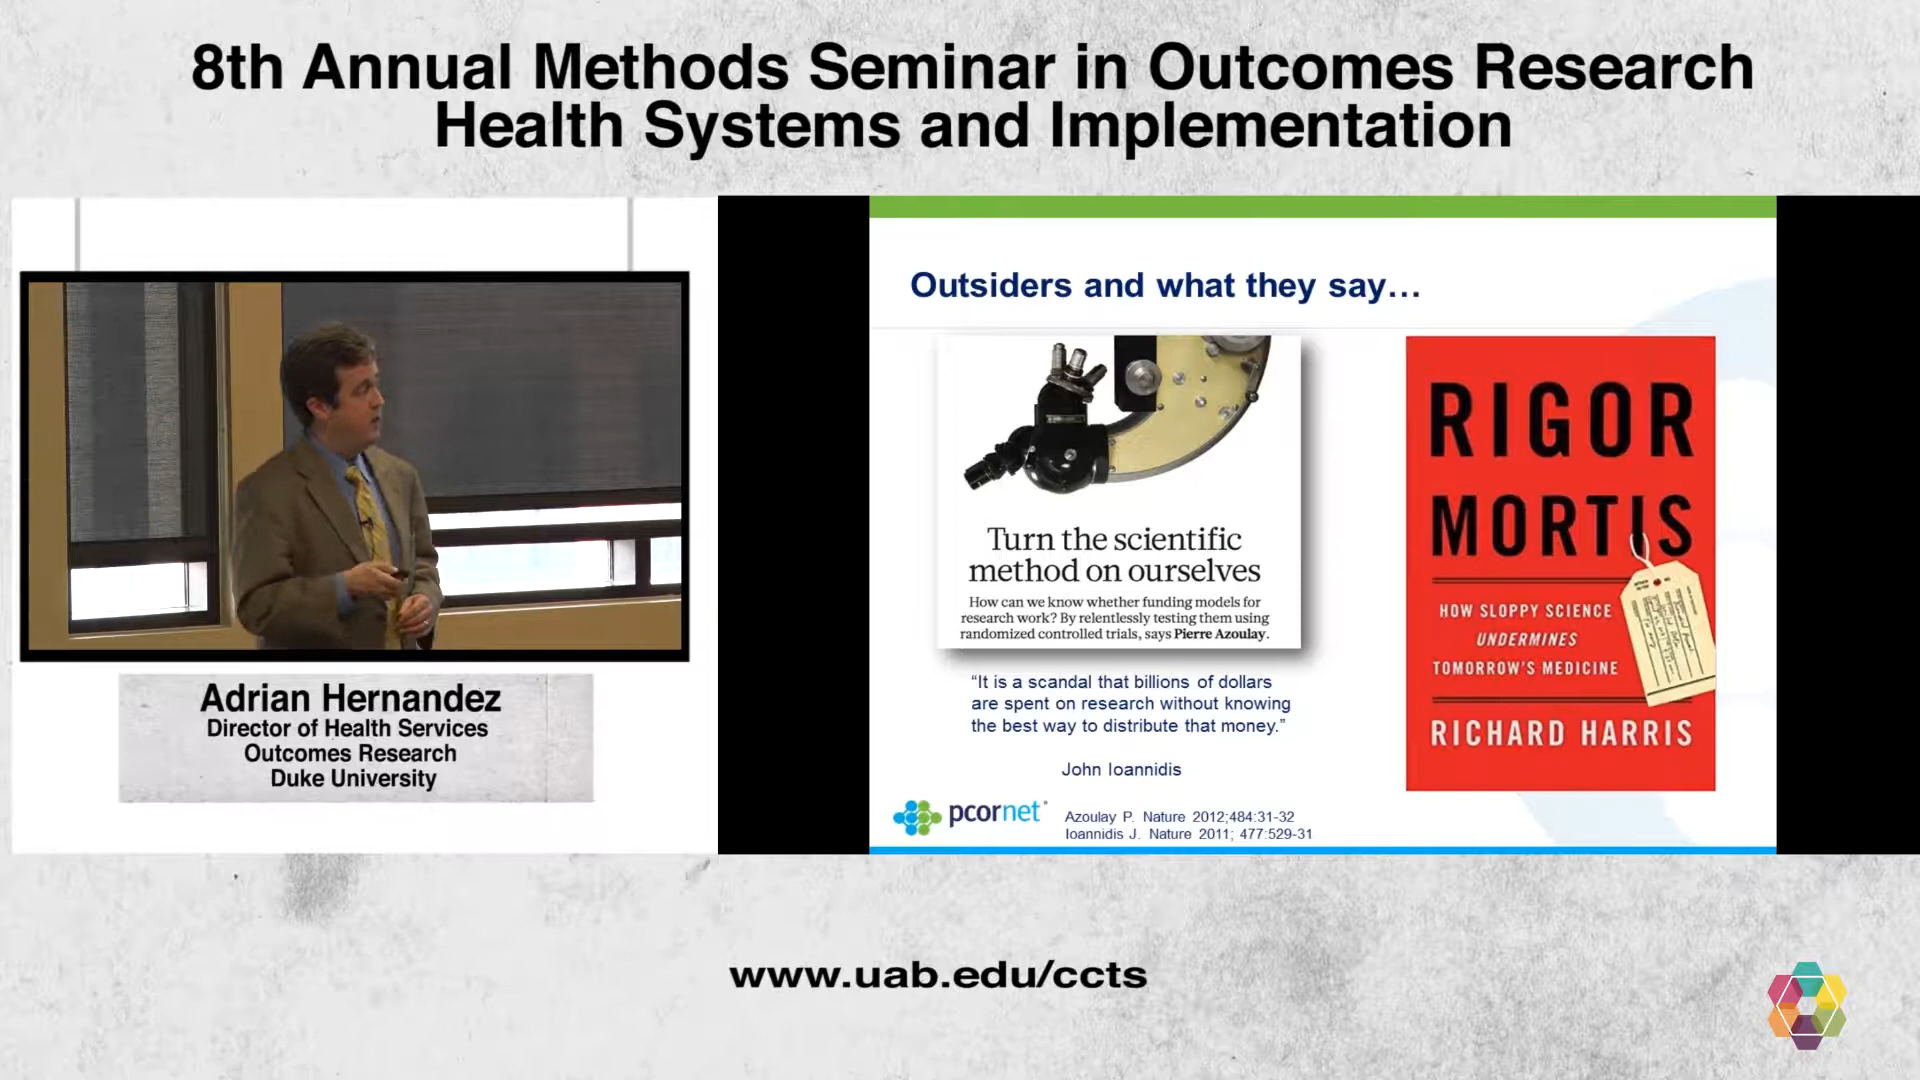 8th Annual Methods Seminar in Outcomes Research
Health Systems and Implementation
Adrian Hernandez
Director of Health Services
Outcomes Research
Duke University
Outsiders and what they say…
Turn the scientific
method on ourselves
How can we know whether funding models for
research work? By relentlessly testing them using
randomized controlled trials, says Pierre Azoulay.
“It is a scandal that billions of dollars
are spent on research without knowing
the best way to distribute that money.”
John Ioannidis
pcornet
Azoulay P. Nature 2012;484:31-32
Ioannidis J. Nature 2011; 477:529-31
RIGOR
MORTIS
HOW SLOPPY SCIENCE
UNDERMINES
TOMORROW'S MEDICINE
RICHARD HARRIS
www.uab.edu/ccts